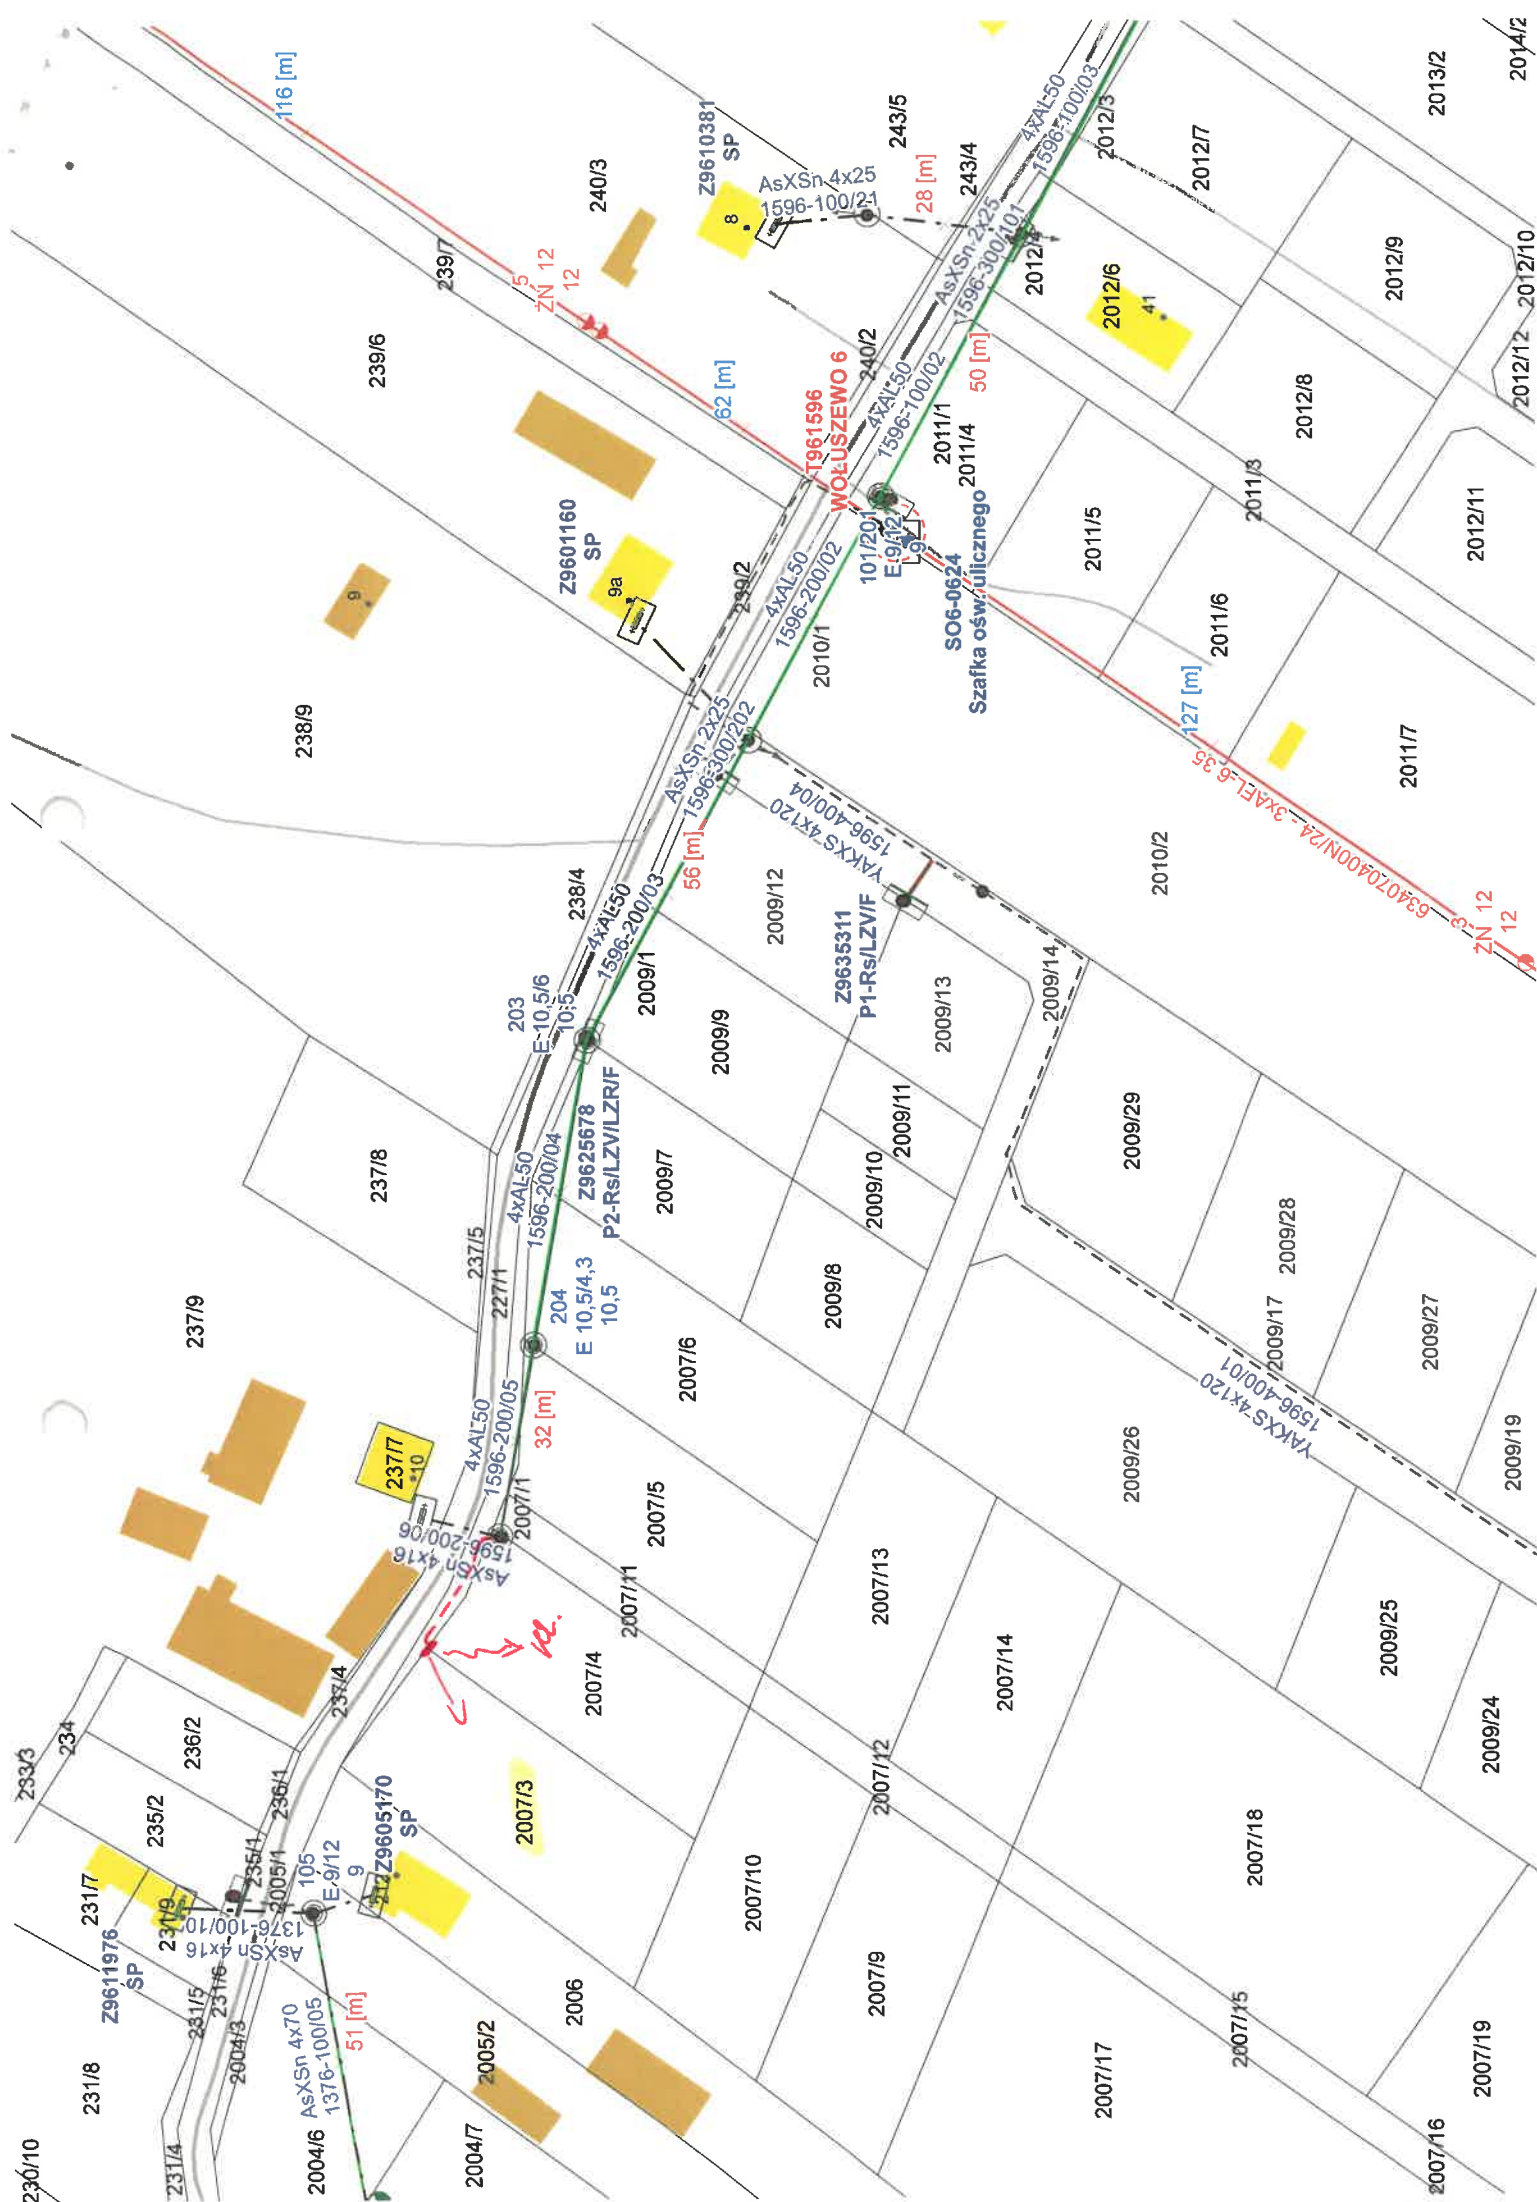 116 [m]
240/3
239/7
239/6
5
ŻN 12
12
62 [m]
Z9610381
SP
8
AsXSn 4x25
1596-100/21
28 [m]
243/5
243/4
4xAL50
1596-100/03
2012/3
2012/7
2013/2
2014/2
AsXSn 2x25
1596-300/101
2012/4
2012/6
41
2012/9
2012/10
2012/12
2012/8
2012/11
240/2
4xAL50
1596-100/02
50 [m]
2011/1
2011/4
T961596
WOŁUSZEWO 6
101/201
E 9/12
9
SO6-0624
Szafka ośw. ulicznego
2011/5
2011/3
2011/6
2011/7
127 [m]
634070400N/24 - 3xAFL-6 35
3
ŻN 12
12
Z9601160
SP
9a
9
239/2
4xAL50
1596-200/02
2010/1
238/9
AsXSn 2x25
1596-300/202
56 [m]
YAKXS 4x120
1596-400/04
2010/2
238/4
4xAL50
1596-200/03
2009/12
2009/1
2009/9
Z9635311
P1-Rs/LZV/F
2009/13
2009/14
203
E 10,5/6
10,5
Z9625678
P2-Rs/LZV/LZR/F
4xAL50
1596-200/04
2009/7
2009/11
2009/10
2009/8
2009/29
2009/28
2009/17
2009/27
2009/19
YAKXS 4x120
1596-400/01
237/8
237/5
227/1
237/9
204
E 10,5/4,3
10,5
2007/6
4xAL50
1596-200/05
32 [m]
237/7
10
2007/1
2007/5
AsXSn 4x16
1596-200/06
2007/11
2007/13
2009/26
2009/25
2009/24
2007/4
2007/14
237/4
234
233/3
236/2
235/2
236/1
235/1
2005/1
2007/3
2007/12
2007/18
105
E 9/12
9
Z9605170
SP
212
231/7
231/9
Z9611976
SP
AsXSn 4x16
1376-100/10
231/5
231/6
2004/3
231/8
AsXSn 4x70
1376-100/05
51 [m]
2007/10
2007/9
2006
2005/2
2007/15
2007/17
2007/19
2007/16
2004/6
2004/7
231/4
230/10